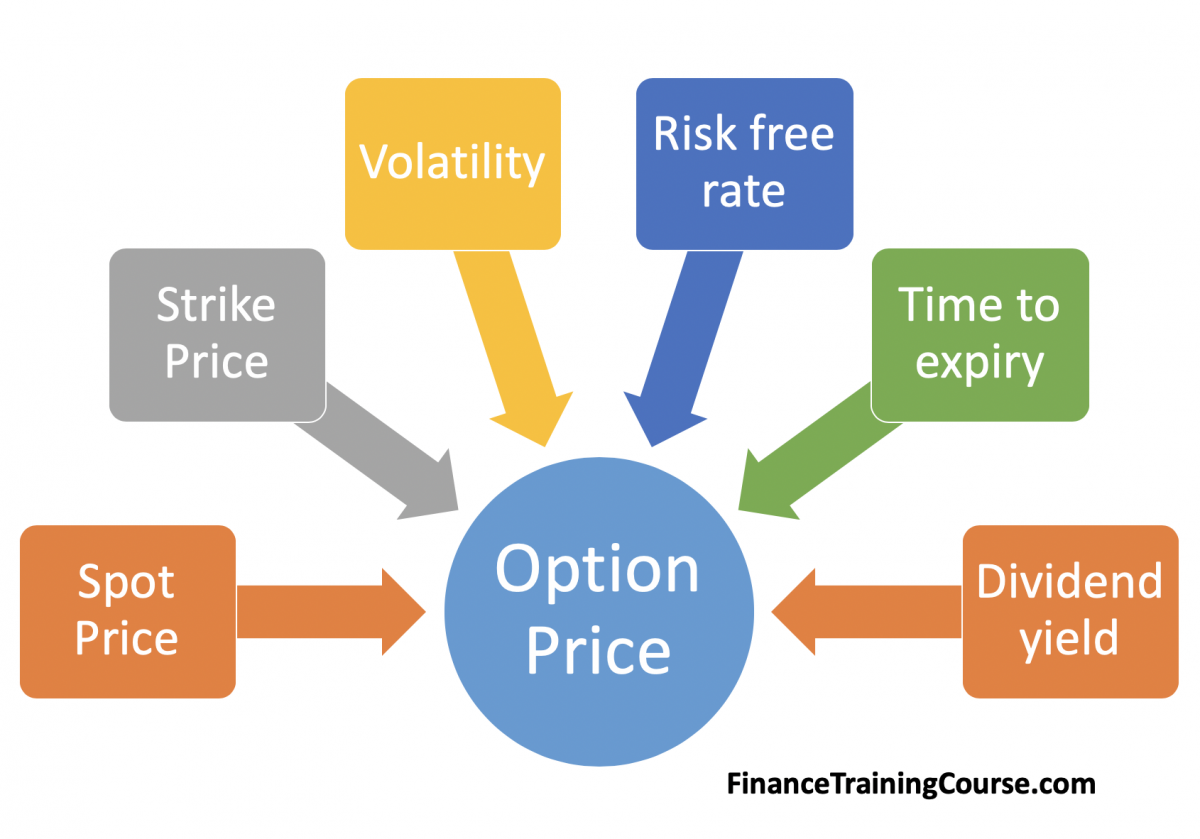 Volatility
Risk free
rate
Strike
Price
Time to
expiry
Spot
Price
Option
Price
Dividend
yield
FinanceTrainingCourse.com